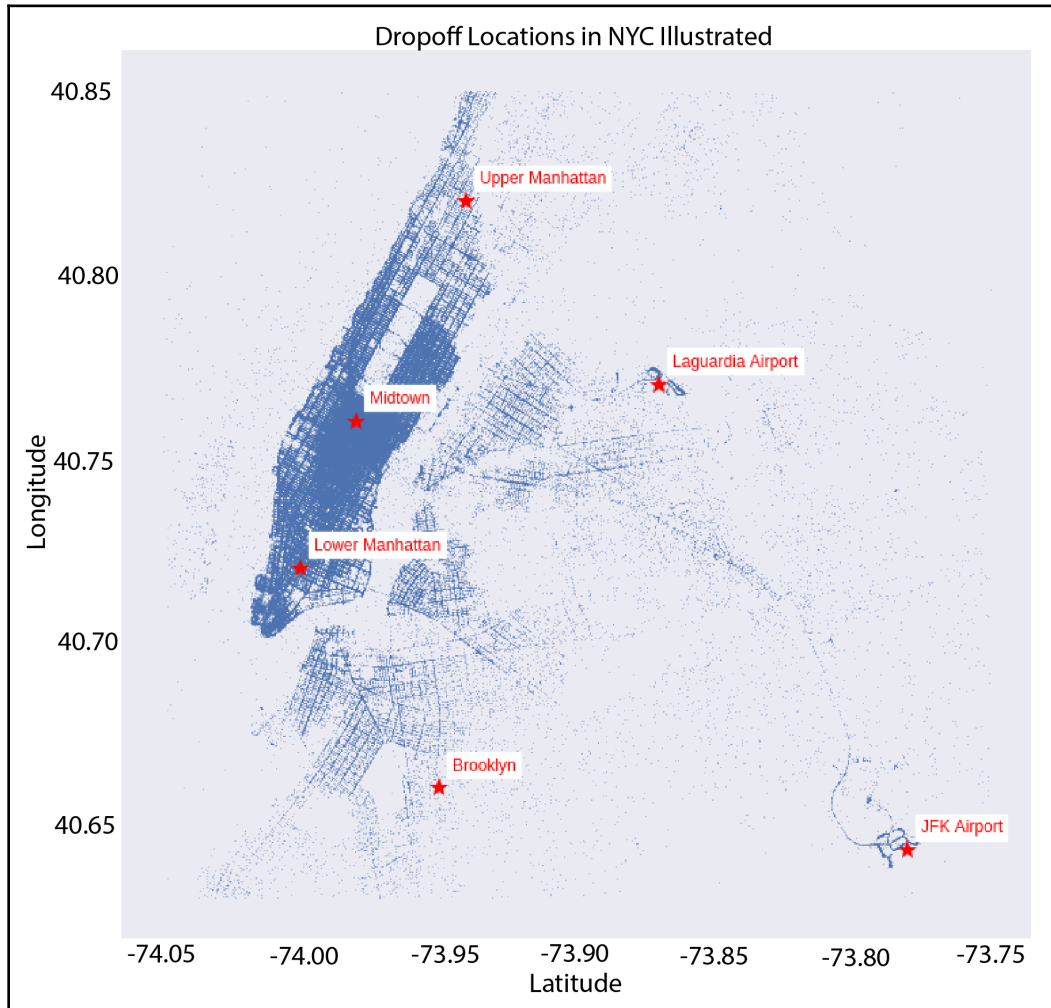 Dropoff Locations in NYC Illustrated
40.85
Upper Manhattan
40.80
Laguardia Airport
Midtown
40.75
Longitude
Lower Manhattan
40.70
Brooklyn
40.65
JFK Airport
-74.05 -74.00 -73.95 -73.90 -73.85 -73.80 -73.75
Latitude